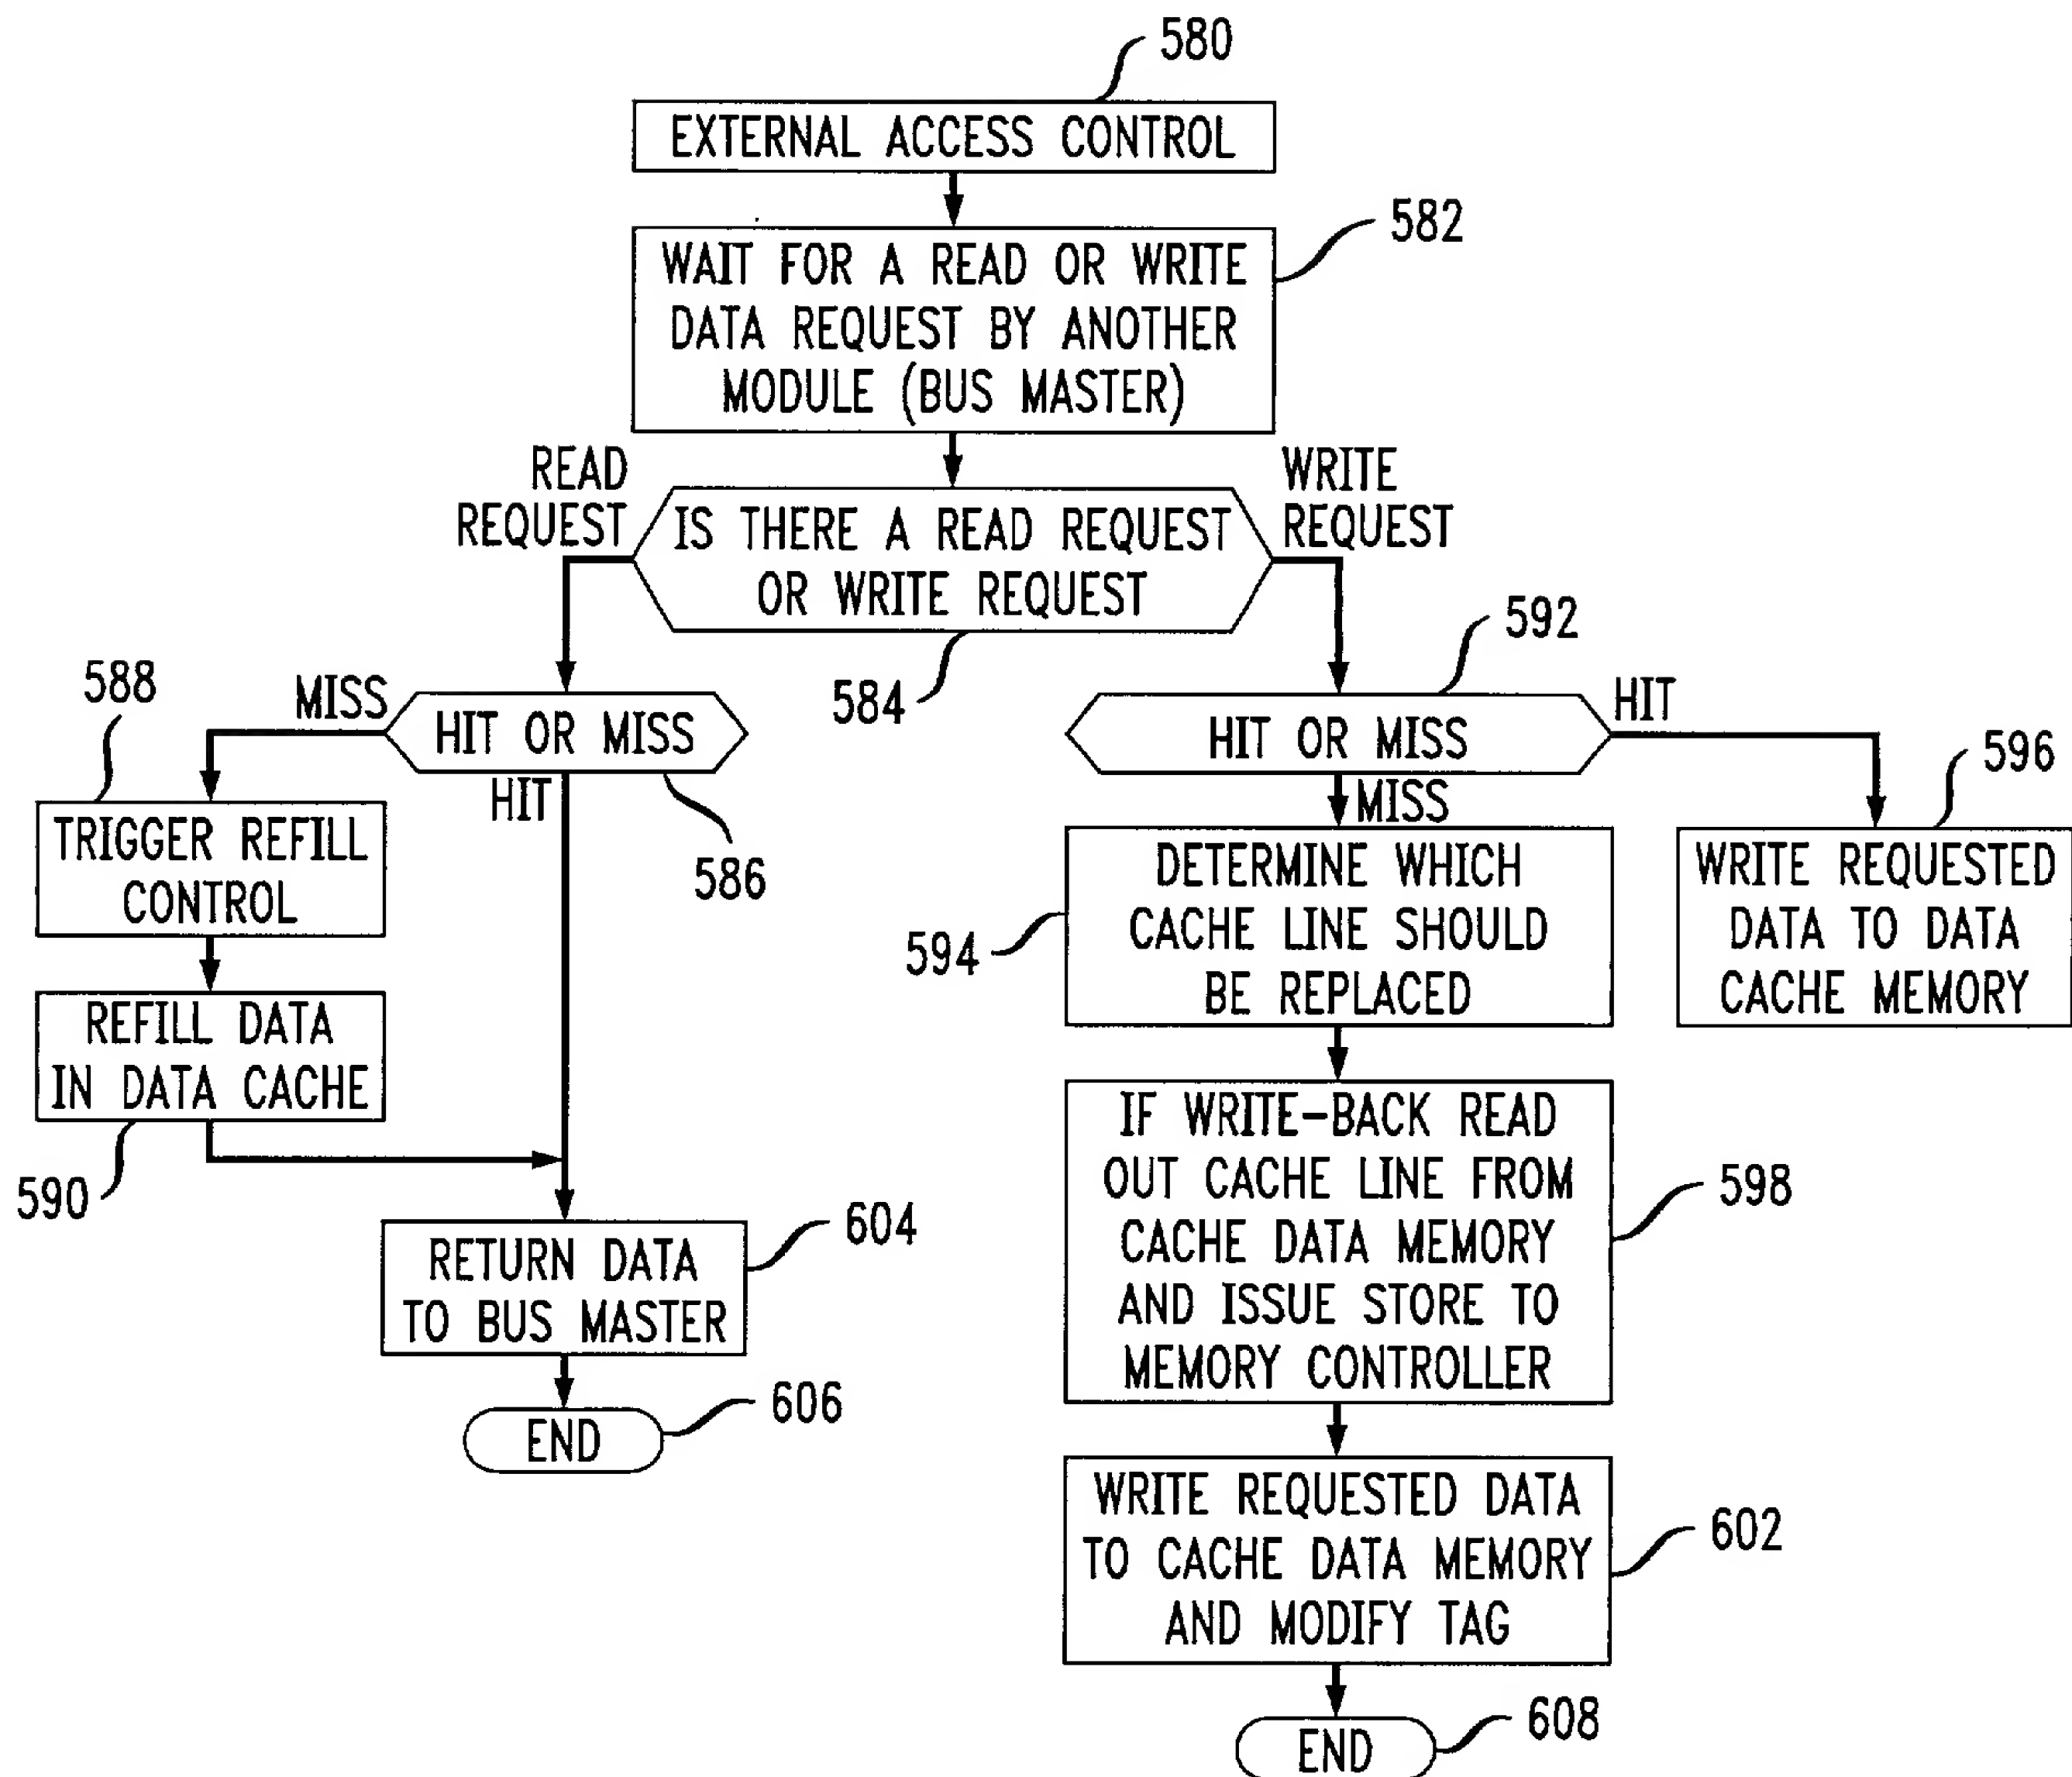 580
EXTERNAL ACCESS CONTROL
582
WAIT FOR A READ OR WRITE
DATA REQUEST BY ANOTHER
MODULE (BUS MASTER)
READ
REQUEST
WRITE
REQUEST
IS THERE A READ REQUEST
OR WRITE REQUEST
584
592
588
MISS
HIT OR MISS
HIT
586
HIT OR MISS
HIT
MISS
596
TRIGGER REFILL
CONTROL
REFILL DATA
IN DATA CACHE
590
594
DETERMINE WHICH
CACHE LINE SHOULD
BE REPLACED
WRITE REQUESTED
DATA TO DATA
CACHE MEMORY
IF WRITE-BACK READ
OUT CACHE LINE FROM
CACHE DATA MEMORY
AND ISSUE STORE TO
MEMORY CONTROLLER
598
604
RETURN DATA
TO BUS MASTER
606
END
WRITE REQUESTED DATA
TO CACHE DATA MEMORY
AND MODIFY TAG
602
END
608